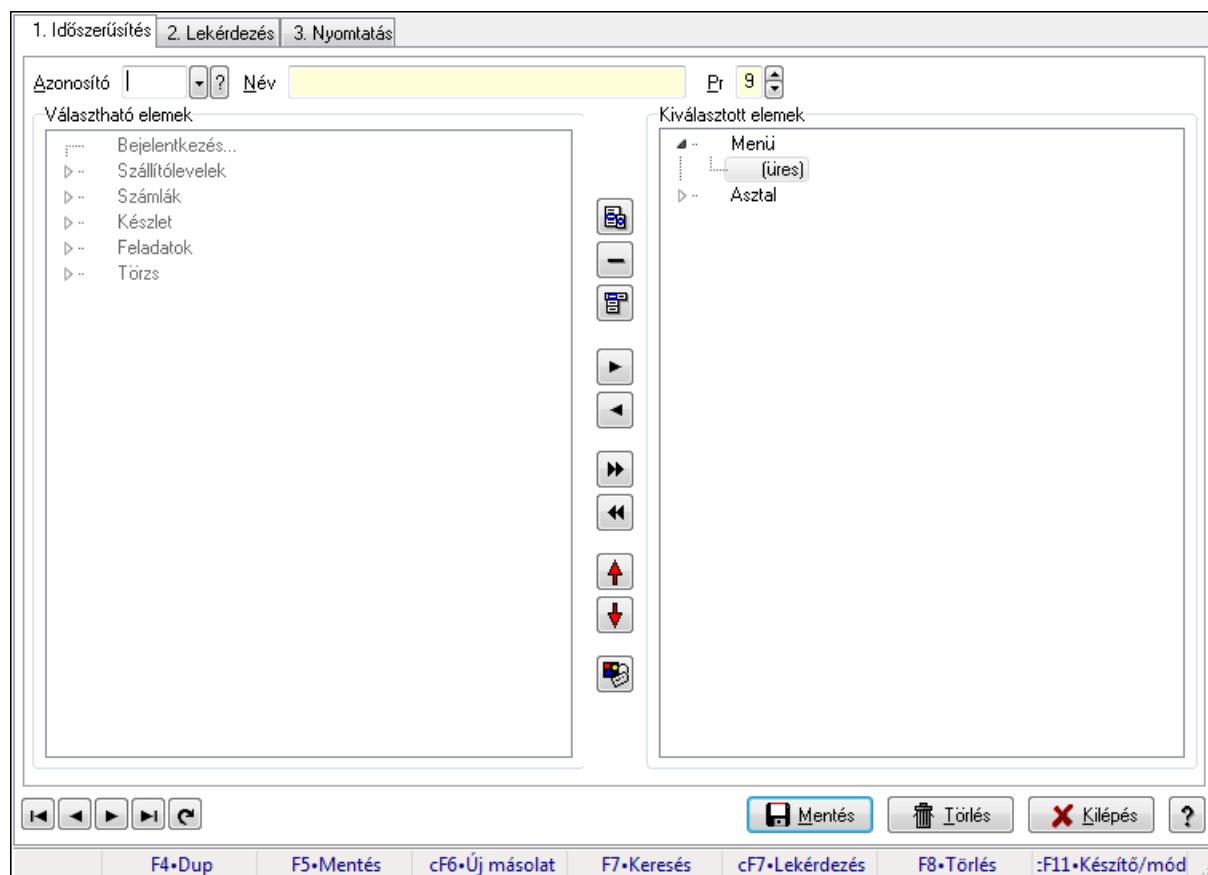 1. Időszerűsítés 2. Lekérdezés 3. Nyomtatás
Azonosító ? Név Pr 9
Választható elemek
Bejelentkezés...
Szállítólevelek
Számlák
Készlet
Feladatok
Törzs
Kiválasztott elemek
Menü
(üres)
Asztal
Mentés Törlés Kilépés ?
F4•Dup F5•Mentés cF6•Új másolat F7•Keresés cF7•Lekérdezés F8•Törlés :F11•Készítő/mód